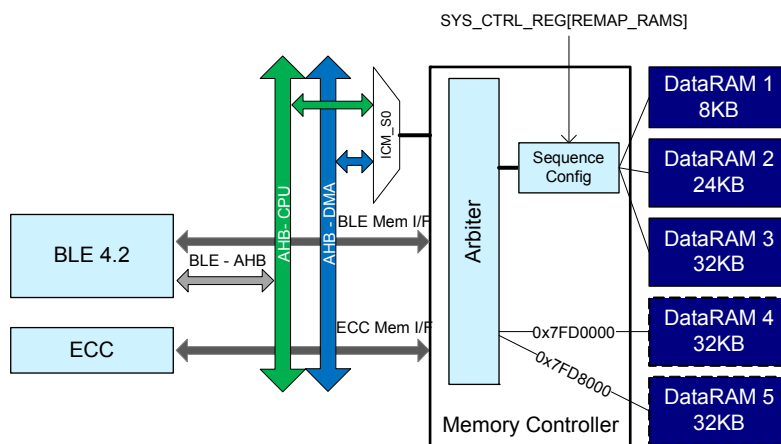 SYS_CTRL_REG[REMAP_RAMS]
DataRAM 1
8KB
ICM_S0
Sequence
Config
DataRAM 2
24KB
AHB- CPU
AHB - DMA
BLE Mem I/F
Arbiter
BLE 4.2
BLE - AHB
DataRAM 3
32KB
ECC Mem I/F
ECC
0x7FD0000
DataRAM 4
32KB
0x7FD8000
DataRAM 5
32KB
Memory Controller